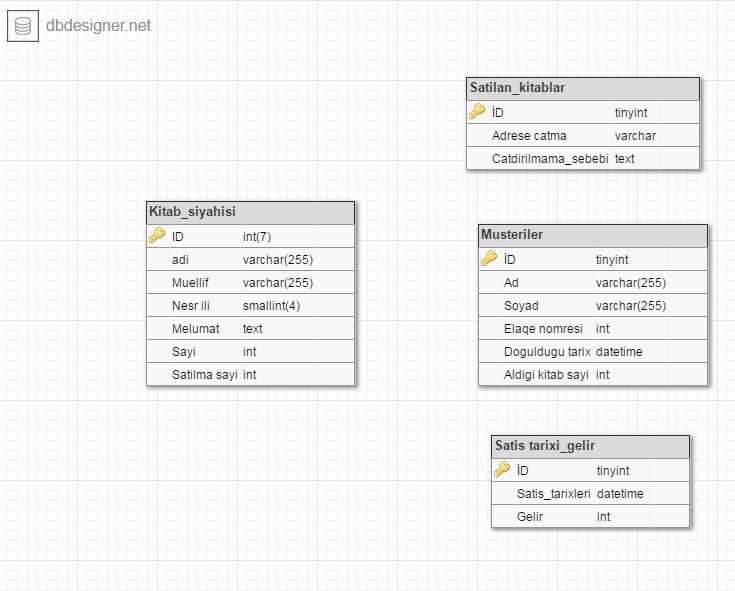 dbdesigner.net
Satilan_kitablar
İD tinyint
Adrese catma varchar
Catdirilmama_sebebi text
Kitab_siyahisi
ID int(7)
adi varchar(255)
Muellif varchar(255)
Nesr ili smallint(4)
Melumat text
Sayi int
Satilma sayi int
Musteriler
İD tinyint
Ad varchar(255)
Soyad varchar(255)
Elaqe nomresi int
Doguldugu tarix datetime
Aldigi kitab sayi int
Satis tarixi_gelir
İD tinyint
Satis_tarixleri datetime
Gelir int